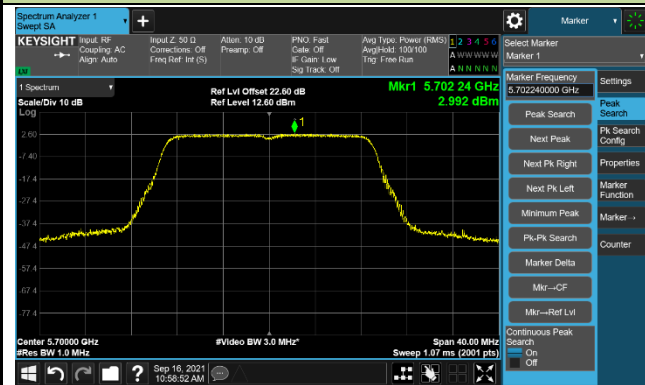 Spectrum Analyzer 1
Swept SA
Marker
KEYSIGHT
Input: RF
Coupling: AC
Align: Auto
Input Z: 50 Ω
Corrections: Off
Freq Ref: Int (S)
Atten: 10 dB
Preamp: Off
PNO: Fast
Gate: Off
IF Gain: Low
Sig Track: Off
Avg Type: Power (RMS)
Avg|Hold: 100/100
Trig: Free Run
1 2 3 4 5 6
A W W W W W
A N N N N N
Select Marker
Marker 1
1 Spectrum
Scale/Div 10 dB
Log
Ref Lvl Offset 22.60 dB
Ref Level 12.60 dBm
Mkr1 5.702 24 GHz
2.992 dBm
1
2.60
-7.40
-17.4
-27.4
-37.4
-47.4
-57.4
-67.4
-77.4
Center 5.70000 GHz
#Res BW 1.0 MHz
#Video BW 3.0 MHz*
Span 40.00 MHz
Sweep 1.07 ms (2001 pts)
Marker Frequency
5.702240000 GHz
Peak Search
Next Peak
Next Pk Right
Next Pk Left
Minimum Peak
Pk-Pk Search
Marker Delta
Mkr→CF
Mkr→Ref Lvl
Continuous Peak
Search
On
Off
Settings
Peak
Search
Pk Search
Config
Properties
Marker
Function
Marker→
Counter
?
Sep 16, 2021
10:58:52 AM